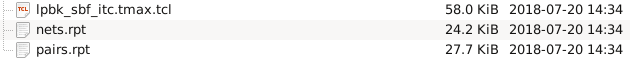 TCL lpbk_sbf_itc.tmax.tcl 58.0 KiB 2018-07-20 14:34
nets.rpt 24.2 KiB 2018-07-20 14:34
pairs.rpt 27.7 KiB 2018-07-20 14:34